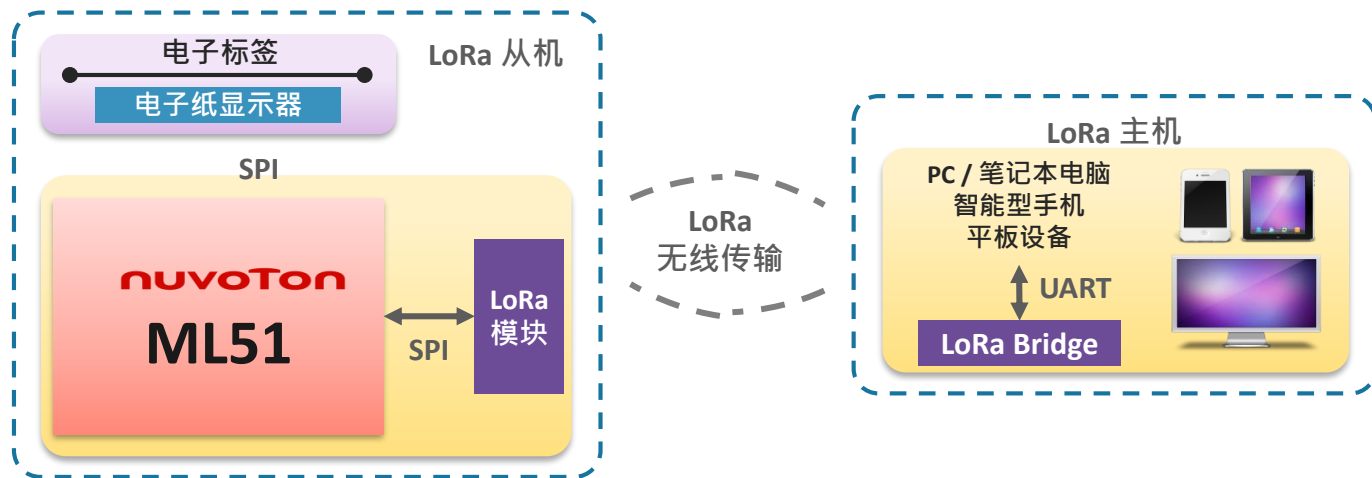 电子标签
电子纸显示器
LoRa 从机
SPI
nuvoTon
ML51
SPI
LoRa
模块
LoRa
无线传输
LoRa 主机
PC / 笔记本电脑
智能型手机
平板设备
UART
LoRa Bridge